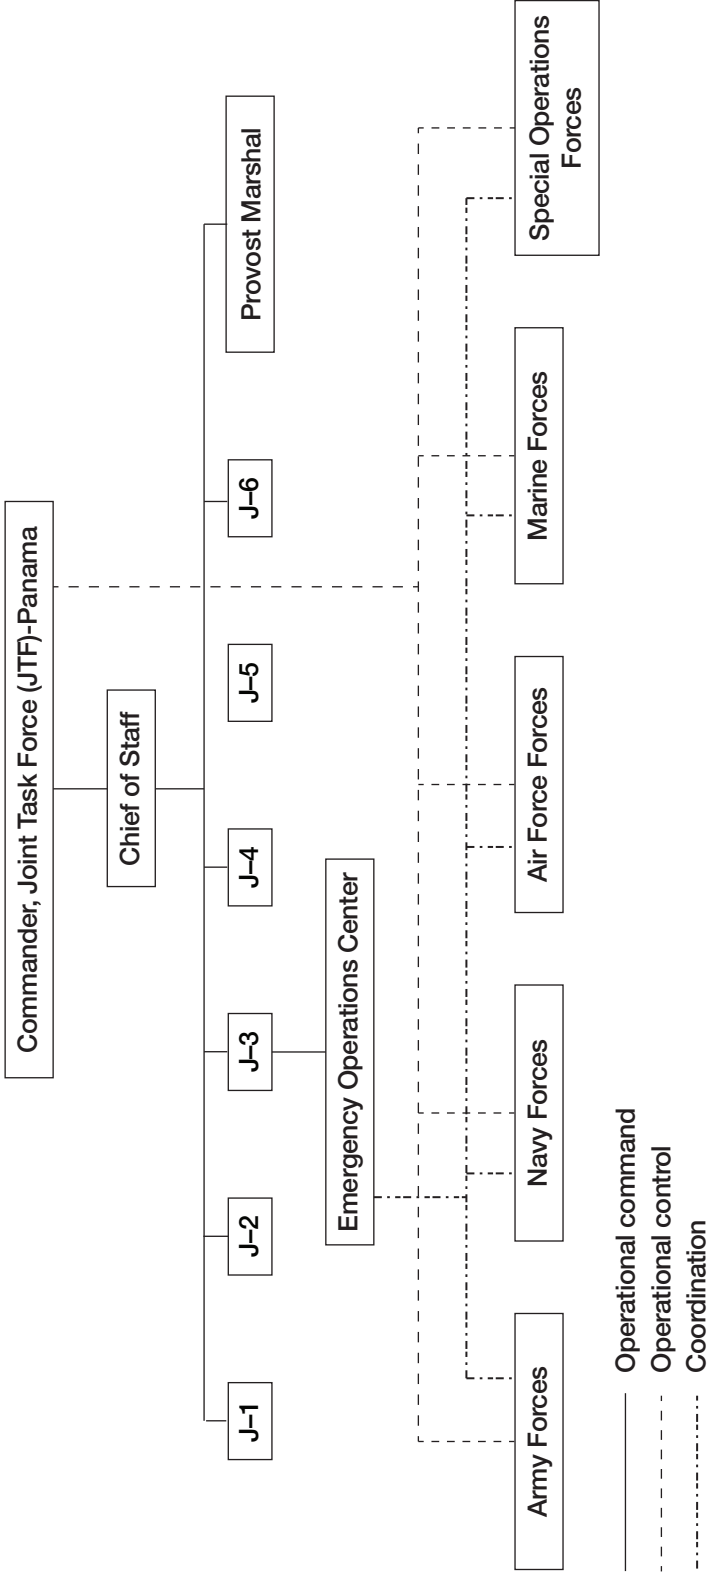 Commander, Joint Task Force (JTF)-Panama
Chief of Staff
J–1
J–2
J–3
J–4
J–5
J–6
Provost Marshal
Emergency Operations Center
Army Forces
Navy Forces
Air Force Forces
Marine Forces
Special Operations
Forces
Operational command
Operational control
Coordination